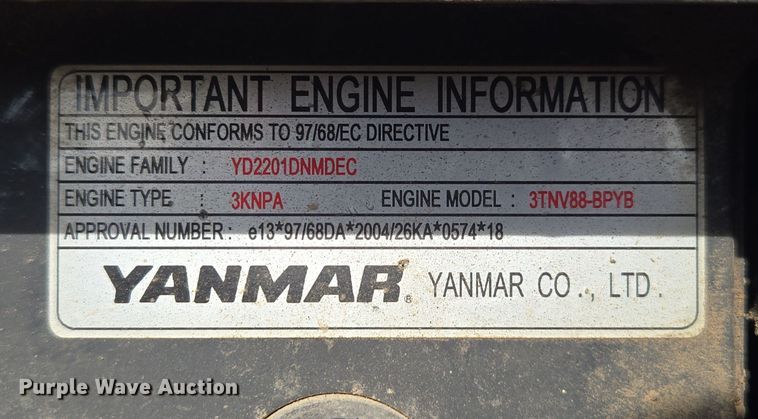 IMPORTANT ENGINE INFORMATION
THIS ENGINE CONFORMS TO 97/68/EC DIRECTIVE
ENGINE FAMILY : YD2201DNMDEC
ENGINE TYPE : 3KNPA ENGINE MODEL : 3TNV88-BPYB
APPROVAL NUMBER : e13*97/68DA*2004/26KA*0574*18
YANMAR® YANMAR CO., LTD.
Purple Wave Auction